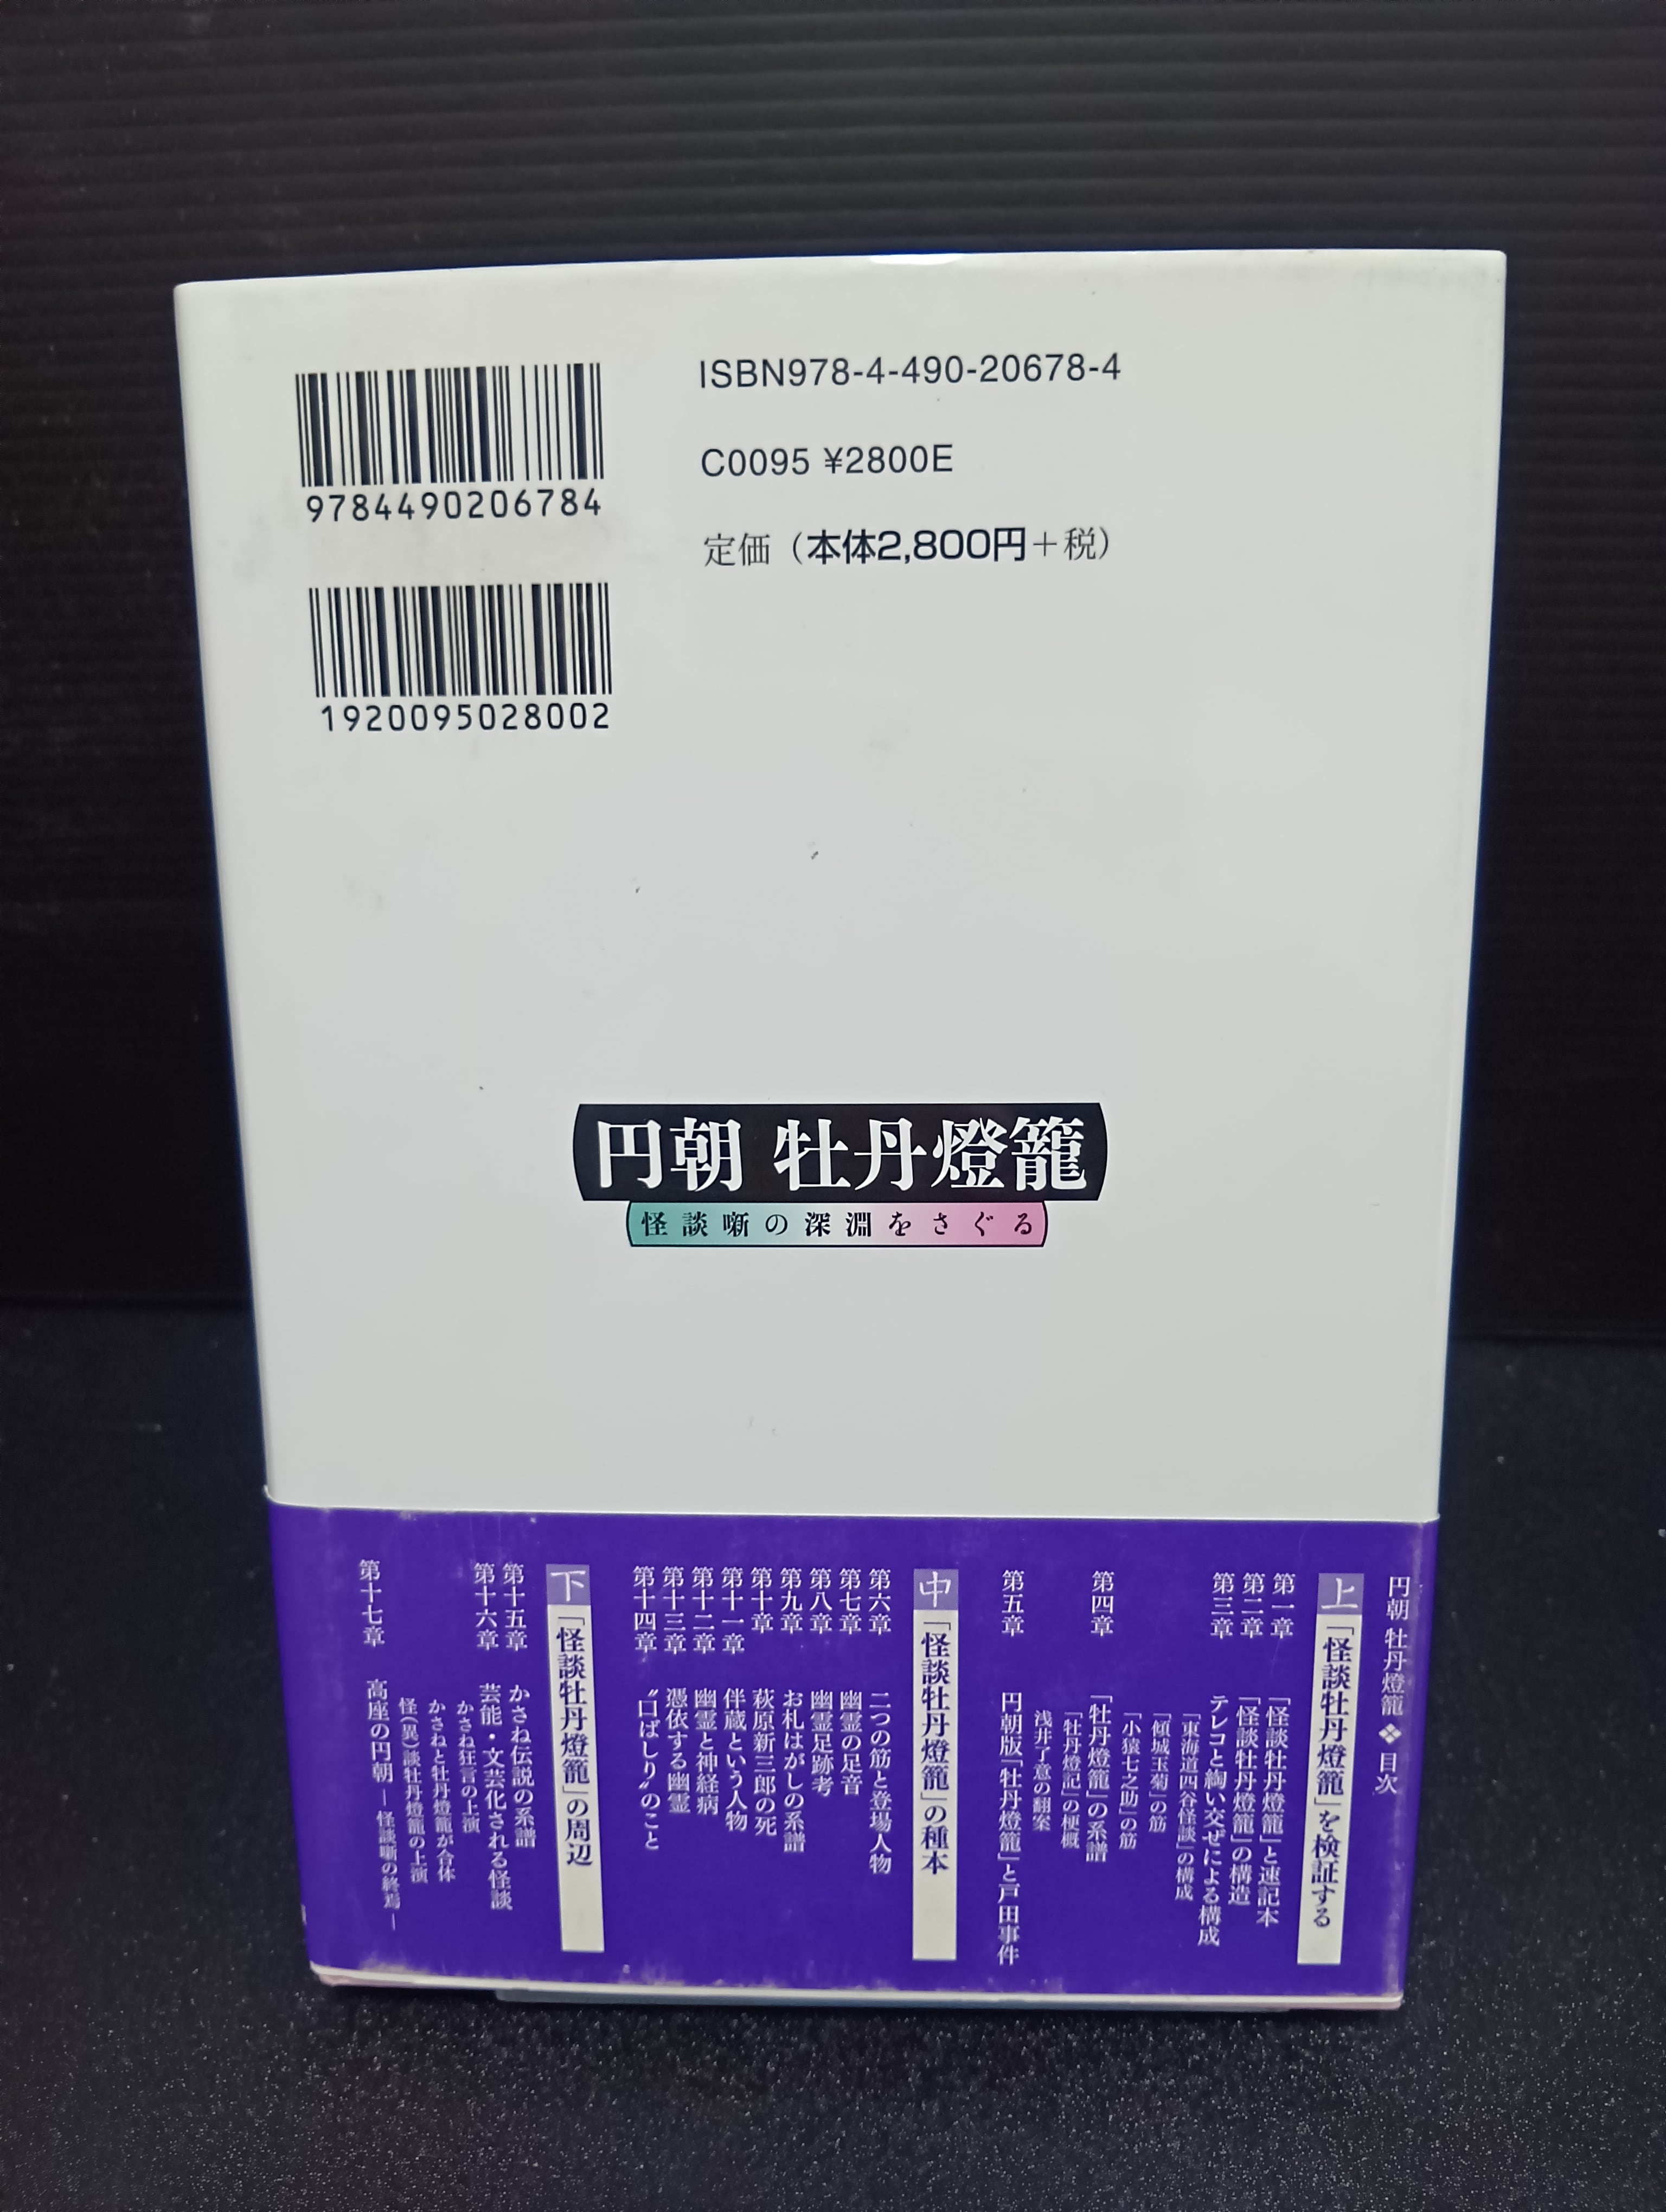 ISBN978-4-490-20678-4
C0095 ¥2800E
定価（本体2,800円＋税）
9784490206784
1920095028002
円朝 牡丹燈籠
怪談噺の深淵をさぐる
円朝 牡丹燈籠 ❖ 目次
上 「怪談牡丹燈籠」を検証する
第一章 「怪談牡丹燈籠」と速記本
第二章 「怪談牡丹燈籠」の構造
第三章 テレコと綯い交ぜによる構成
「東海道四谷怪談」の構成
「傾城玉菊」の筋
「小猿七之助」の筋
第四章 「牡丹燈籠」の系譜
「牡丹燈記」の梗概
浅井了意の翻案
第五章 円朝版「牡丹燈籠」と戸田事件
中 「怪談牡丹燈籠」の種本
第六章 二つの筋と登場人物
第七章 幽霊の足音
第八章 幽霊足跡考
第九章 お札はがしの系譜
第十章 萩原新三郎の死
第十一章 伴蔵という人物
第十二章 幽霊と神経病
第十三章 憑依する幽霊
第十四章 〝口ばしり〟のこと
下 「怪談牡丹燈籠」の周辺
第十五章 かさね伝説の系譜
第十六章 芸能・文芸化される怪談
かさね狂言の上演
かさねと牡丹燈籠が合体
怪（異）談牡丹燈籠の上演
第十七章 高座の円朝 ―怪談噺の終焉―